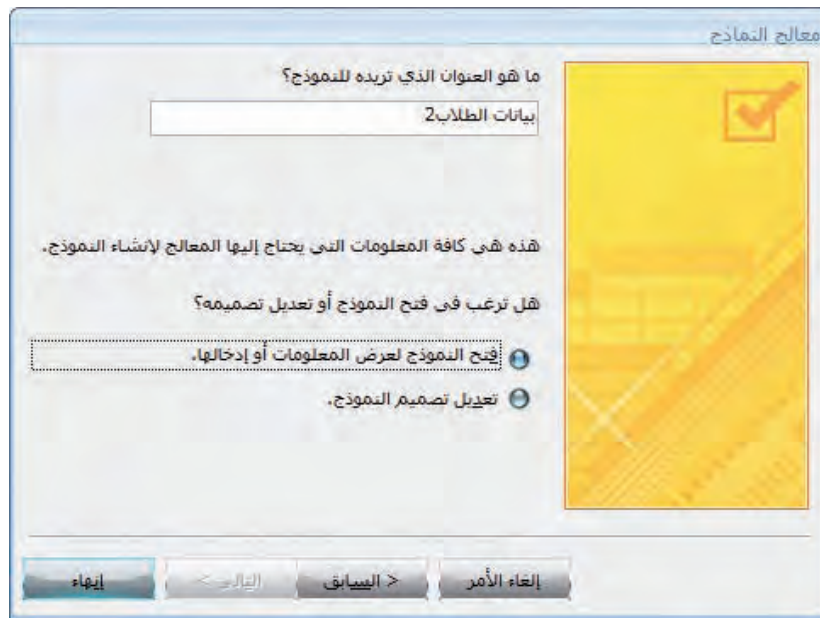 معالج النماذج
ما هو العنوان الذي تريده للنموذج؟
بيانات الطلاب2
هذه هي كافة المعلومات التي يحتاج إليها المعالج لإنشاء النموذج.
هل ترغب في فتح النموذج أو تعديل تصميمه؟
فتح النموذج لعرض المعلومات أو إدخالها.
تعديل تصميم النموذج.
إلغاء الأمر < السابق التالي > إنهاء